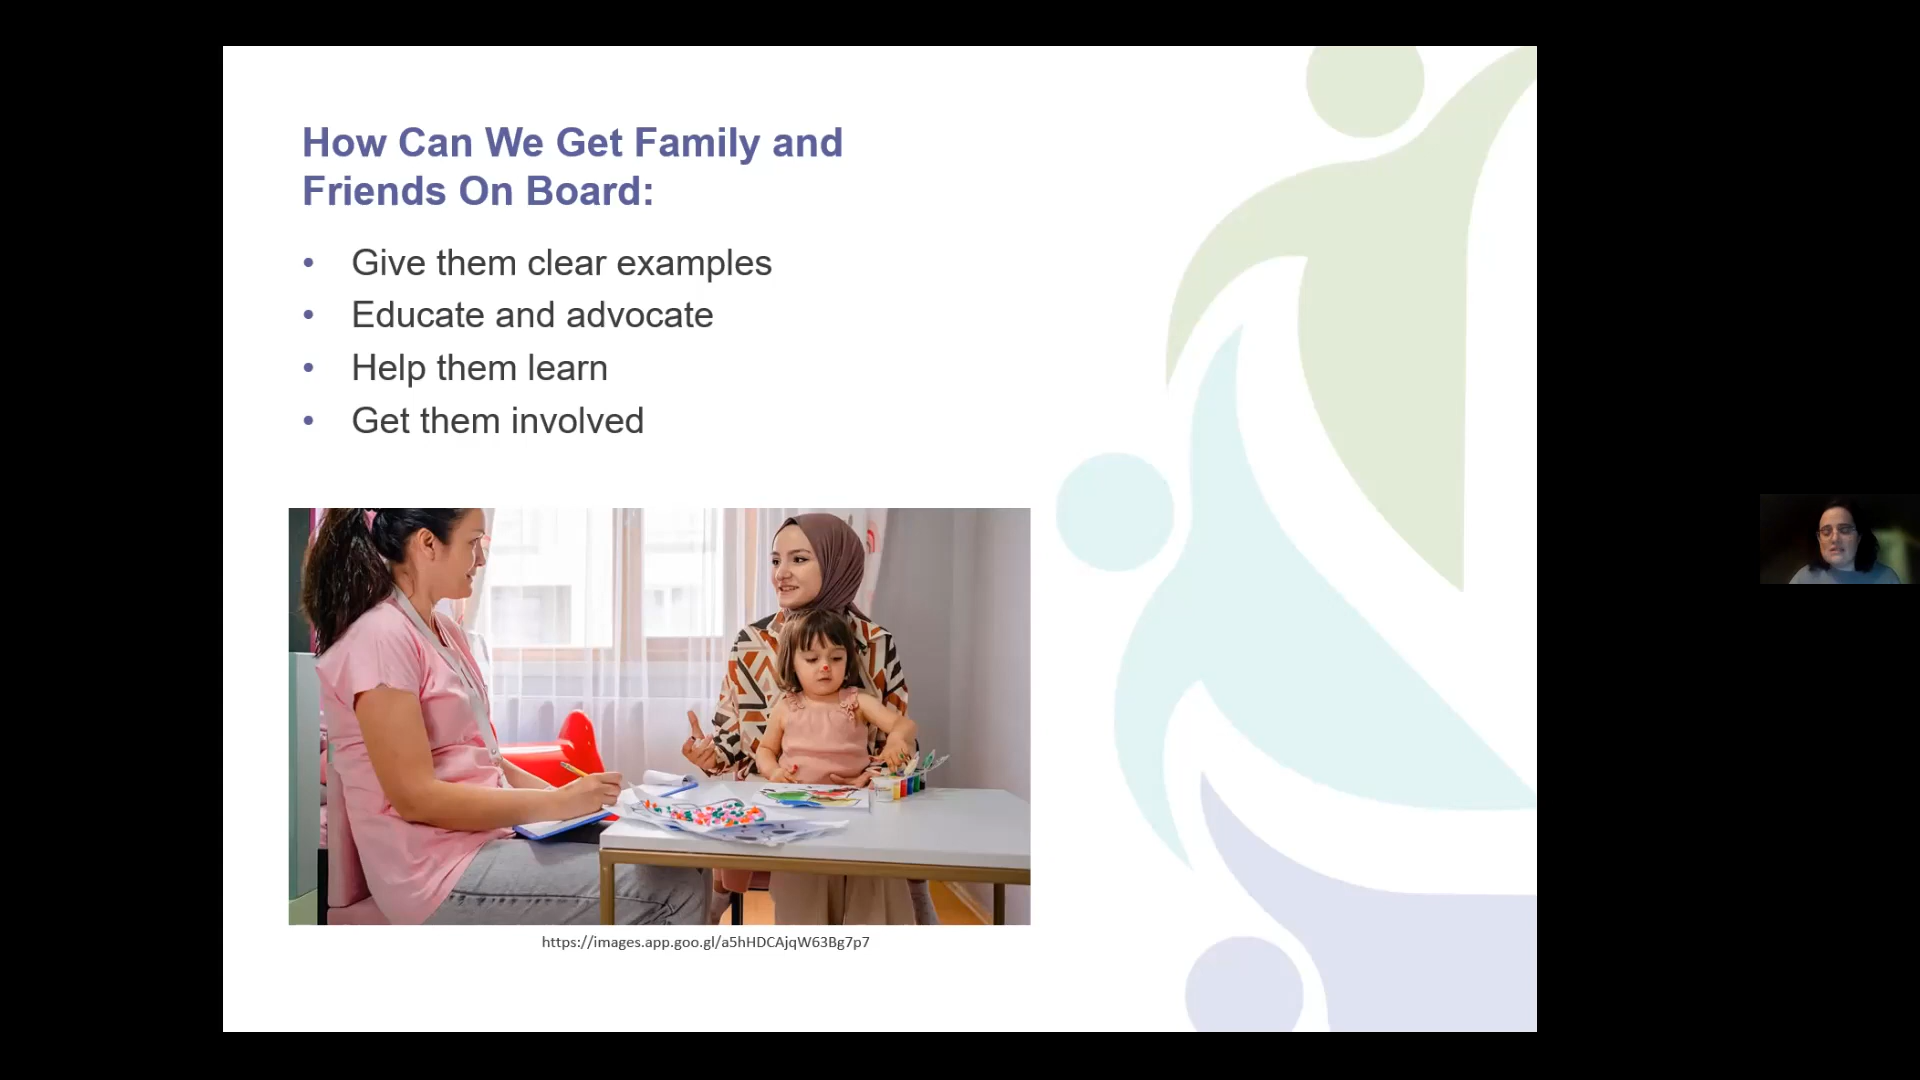 How Can We Get Family and
Friends On Board:
• Give them clear examples
• Educate and advocate
• Help them learn
• Get them involved
https://images.app.goo.gl/a5hHDCAjqW63Bg7p7